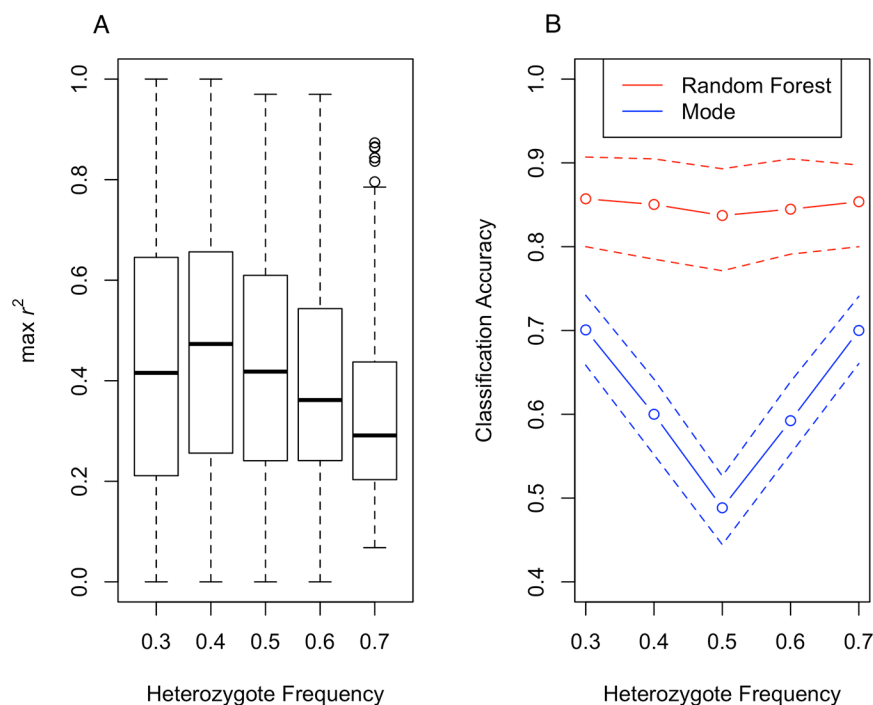 A
max r²
1.0
0.8
0.6
0.4
0.2
0.0
0.3 0.4 0.5 0.6 0.7
Heterozygote Frequency
B
Classification Accuracy
1.0
0.9
0.8
0.7
0.6
0.5
0.4
Random Forest
Mode
0.3 0.4 0.5 0.6 0.7
Heterozygote Frequency